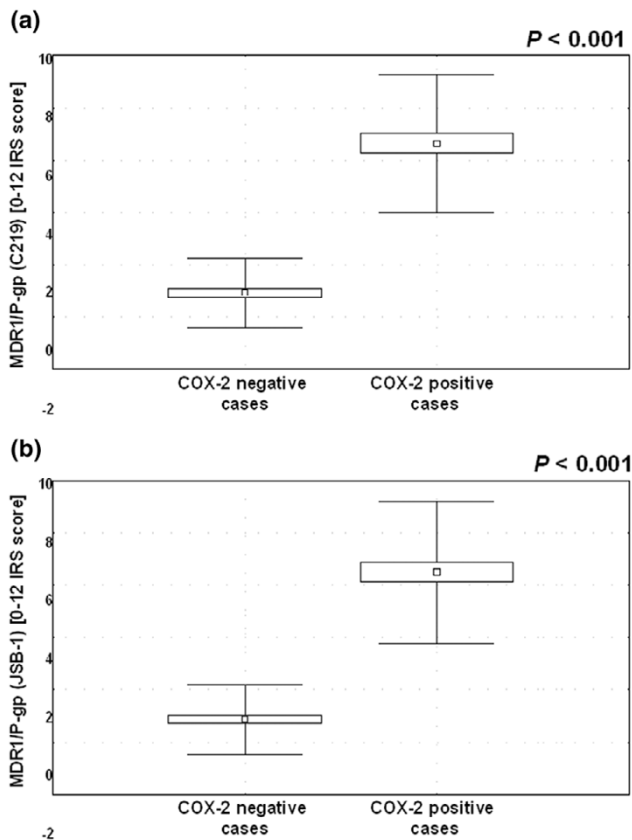 (a)
P < 0.001
MDR1/P-gp (C219) [0-12 IRS score]
10
8
6
4
2
0
-2
COX-2 negative cases
COX-2 positive cases
(b)
P < 0.001
MDR1/P-gp (JSB-1) [0-12 IRS score]
10
8
6
4
2
0
-2
COX-2 negative cases
COX-2 positive cases